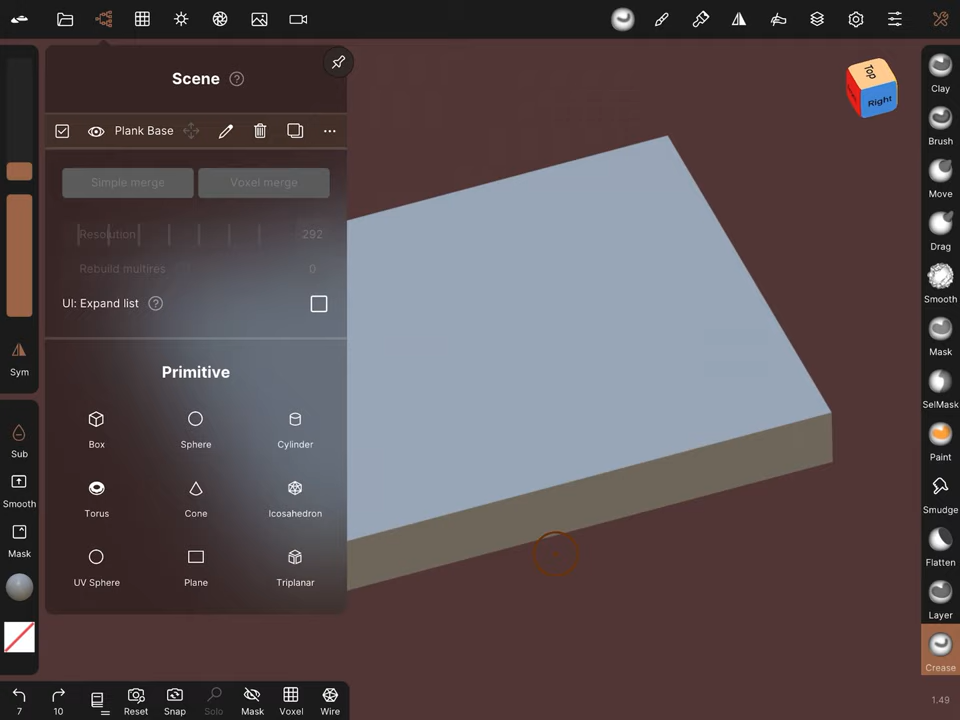 Scene ?
Plank Base ...
Simple merge Voxel merge
Resolution 292
Rebuild multires 0
UI: Expand list ?
Primitive
Box Sphere Cylinder
Torus Cone Icosahedron
UV Sphere Plane Triplanar
Sym
Sub
Smooth
Mask
7 10 Reset Snap Solo Mask Voxel Wire
Top
Right
Clay
Brush
Move
Drag
Smooth
Mask
SelMask
Paint
Smudge
Flatten
Layer
Crease
1.49